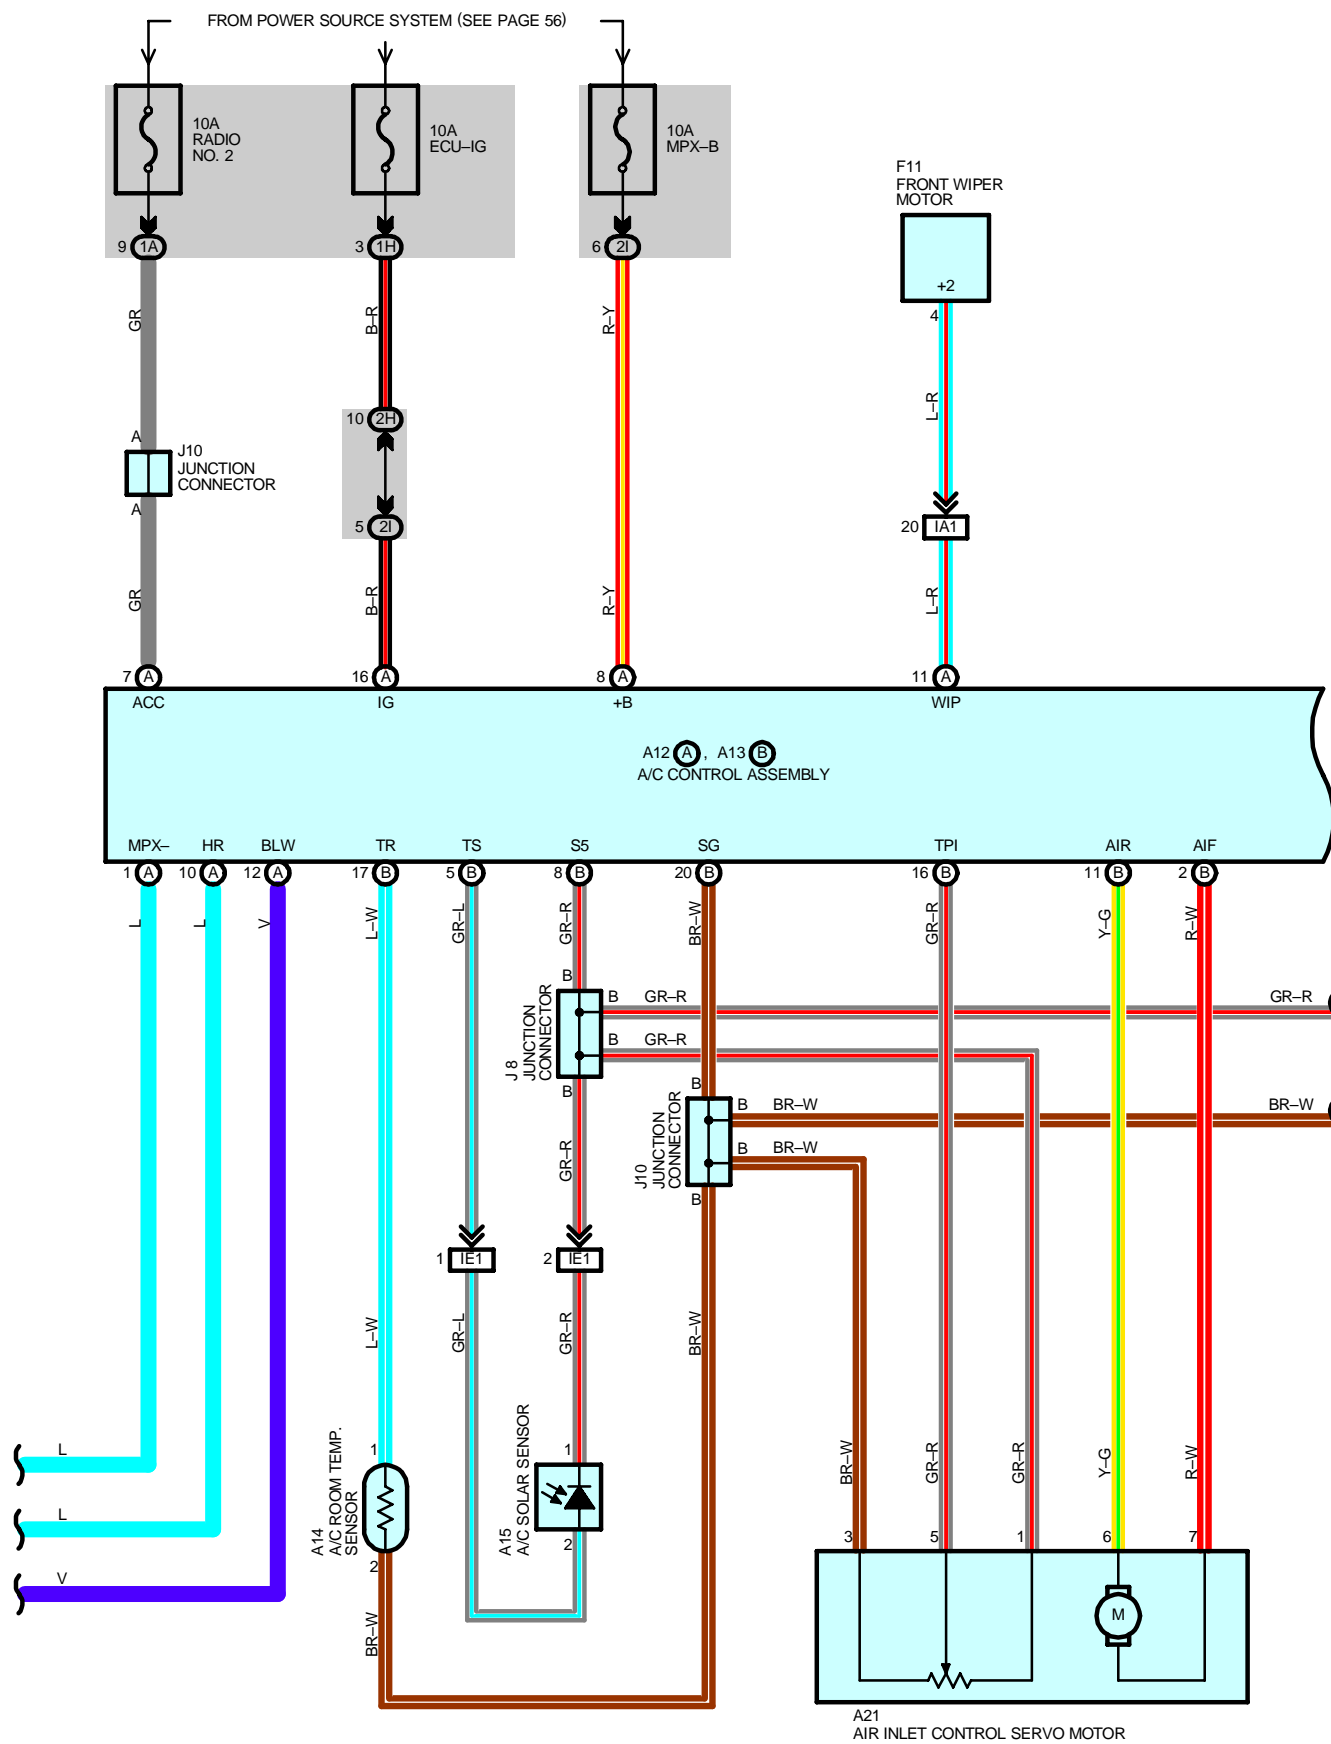 FROM POWER SOURCE SYSTEM (SEE PAGE 56)
10A
RADIO
NO. 2
10A
ECU–IG
10A
MPX–B
F11
FRONT WIPER
MOTOR
+2
9 1A
3 1H
6 2I
4
GR
B–R
R–Y
L–R
10 2H
A
J10
JUNCTION
CONNECTOR
A
5 2I
20 IA1
GR
B–R
R–Y
L–R
7 A
16 A
8 A
11 A
ACC
IG
+B
WIP
A12 A , A13 B
A/C CONTROL ASSEMBLY
MPX–
HR
BLW
TR
TS
S5
SG
TPI
AIR
AIF
1 A
10 A
12 A
17 B
5 B
8 B
20 B
16 B
11 B
2 B
L
L
V
L–W
GR–L
GR–R
BR–W
GR–R
Y–G
R–W
B
B GR–R
GR–R
B GR–R
J 8
JUNCTION
CONNECTOR
B
B
B BR–W
BR–W
B BR–W
J10
JUNCTION
CONNECTOR
B
GR–R
1 IE1
2 IE1
L–W
GR–L
GR–R
BR–W
L
L
V
1
A14
A/C ROOM TEMP.
SENSOR
2
BR–W
1
A15
A/C SOLAR SENSOR
2
BR–W
GR–R
GR–R
Y–G
R–W
3
5
1
6
7
M
A21
AIR INLET CONTROL SERVO MOTOR